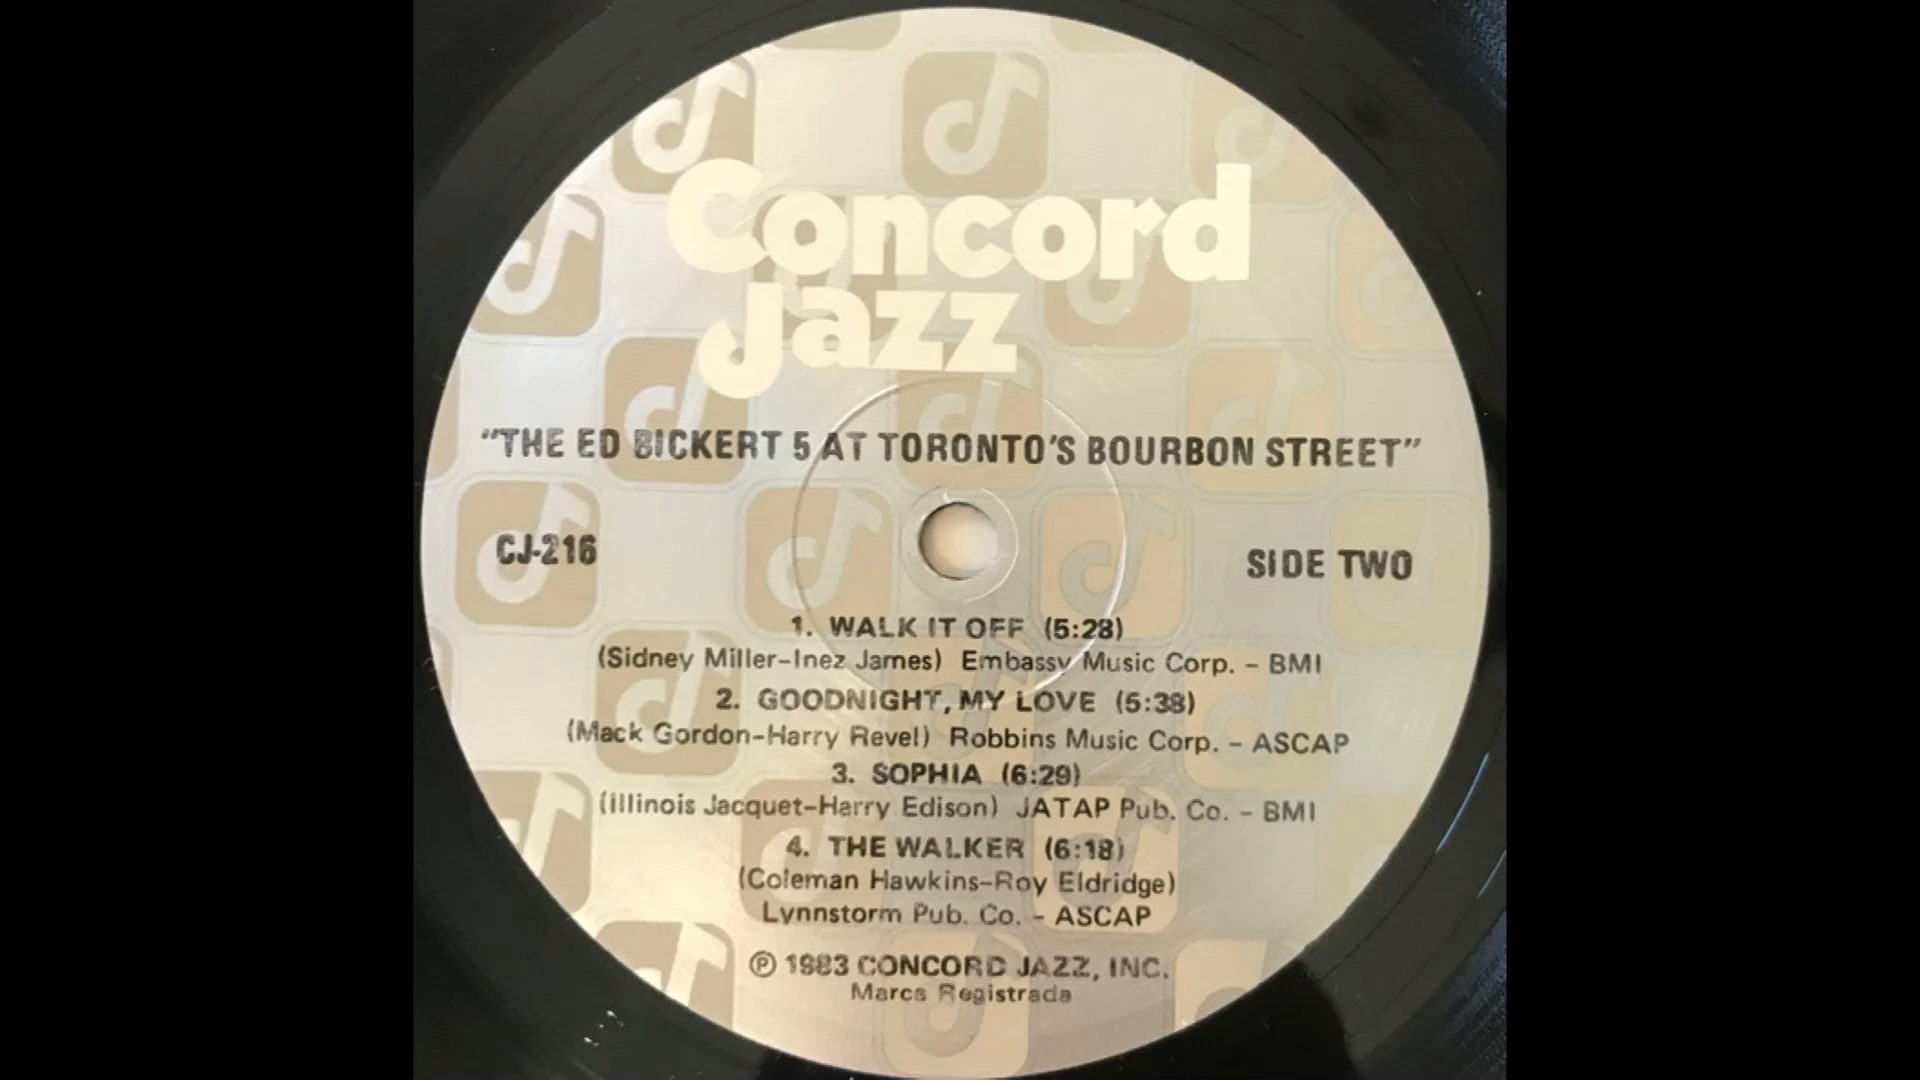 Concord
Jazz
"THE ED BICKERT 5 AT TORONTO'S BOURBON STREET"
CJ-216
SIDE TWO
1. WALK IT OFF (5:28)
(Sidney Miller-Inez James) Embassy Music Corp. - BMI
2. GOODNIGHT, MY LOVE (5:38)
(Mack Gordon-Harry Revel) Robbins Music Corp. - ASCAP
3. SOPHIA (6:29)
(Illinois Jacquet-Harry Edison) JATAP Pub. Co. - BMI
4. THE WALKER (6:18)
(Coleman Hawkins-Roy Eldridge)
Lynnstorm Pub. Co. - ASCAP
℗ 1983 CONCORD JAZZ, INC.
Marca Registrada